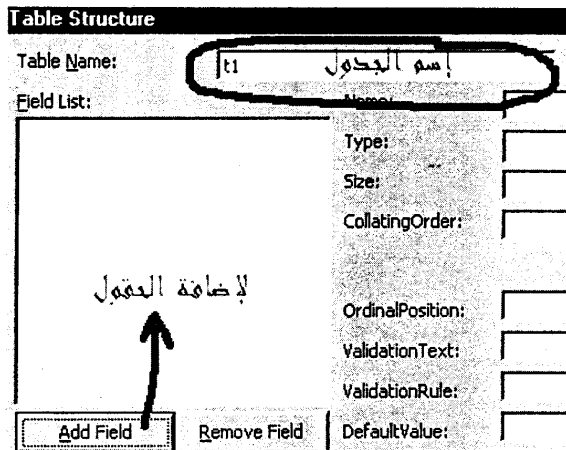 Table Structure
Table Name:
t1 إسم الجدول
Field List:
Name:
Type:
Size:
CollatingOrder:
لإضافة الحقول
OrdinalPosition:
ValidationText:
ValidationRule:
Add Field Remove Field DefaultValue: